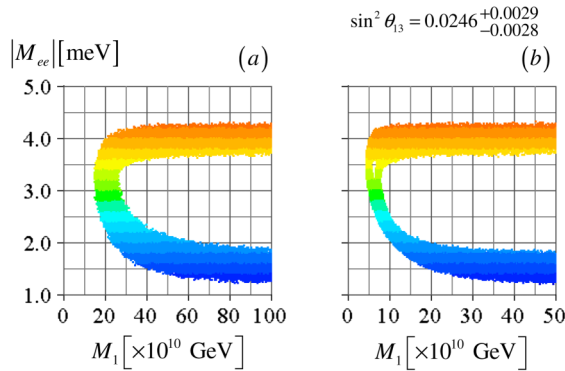 sin² θ₁₃ = 0.0246 +0.0029 −0.0028
|Mₑₑ| [meV] (a) (b)
5.0
4.0
3.0
2.0
1.0
0 20 40 60 80 100 0 10 20 30 40 50
M₁ [×10¹⁰ GeV] M₁ [×10¹⁰ GeV]